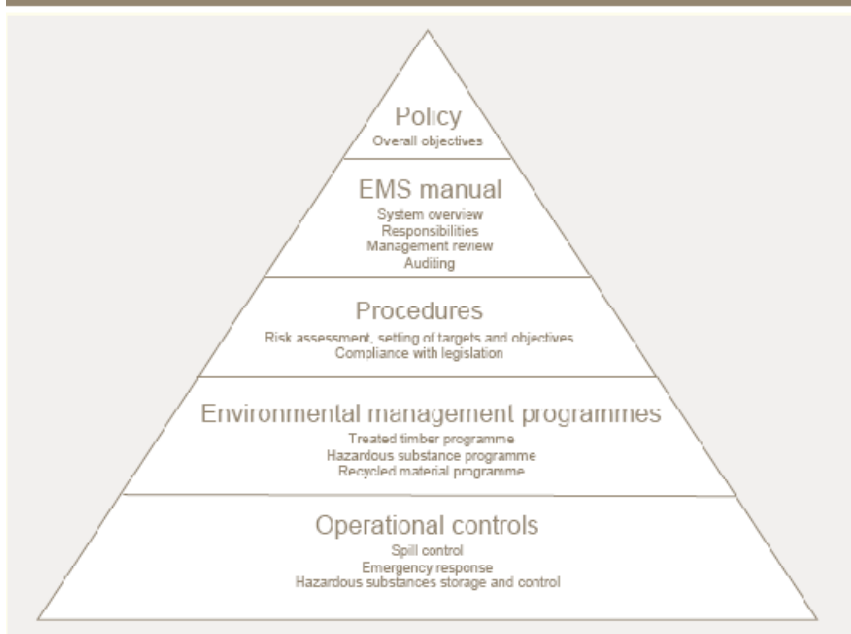 Policy
Overall objectives
EMS manual
System overview
Responsibilities
Management review
Auditing
Procedures
Risk assessment, setting of targets and objectives
Compliance with legislation
Environmental management programmes
Treated timber programme
Hazardous substance programme
Recycled material programme
Operational controls
Spill control
Emergency response
Hazardous substances storage and control